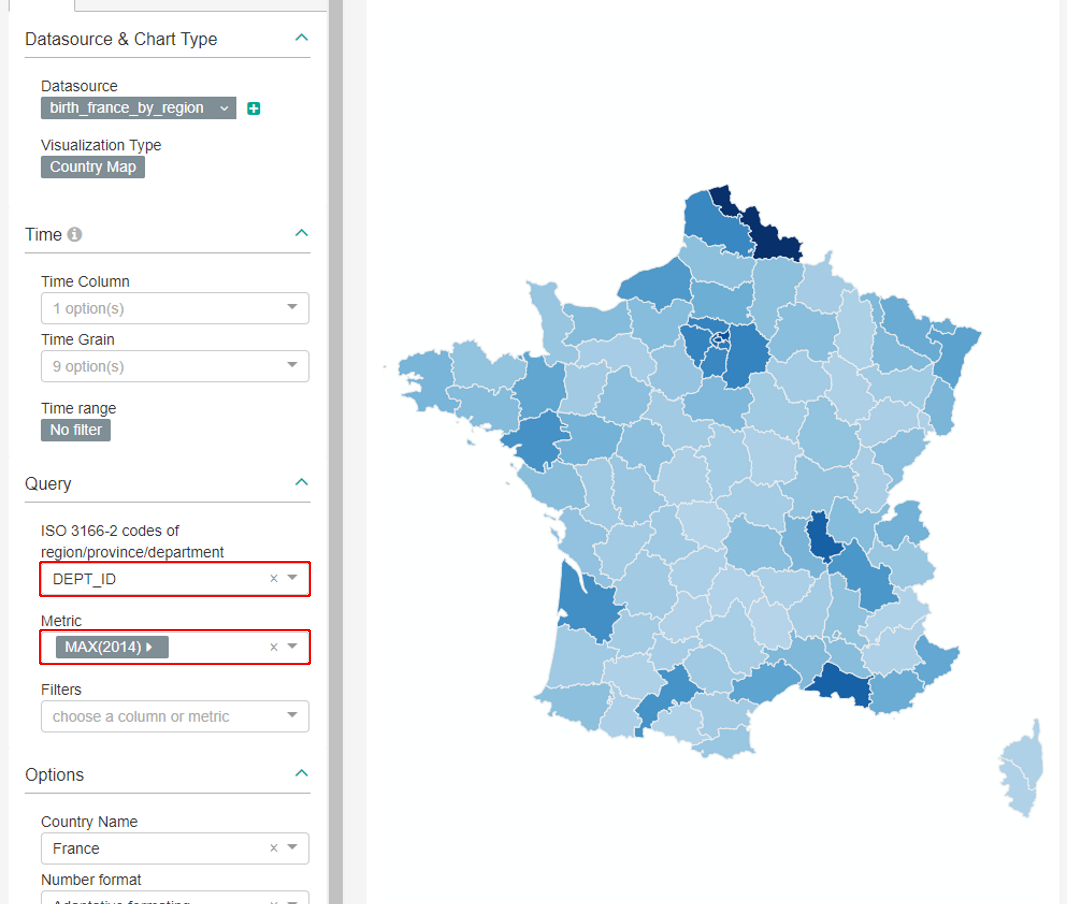 Datasource & Chart Type
Datasource
birth_france_by_region
Visualization Type
Country Map
Time
Time Column
1 option(s)
Time Grain
9 option(s)
Time range
No filter
Query
ISO 3166-2 codes of
region/province/department
DEPT_ID
Metric
MAX(2014)
Filters
choose a column or metric
Options
Country Name
France
Number format